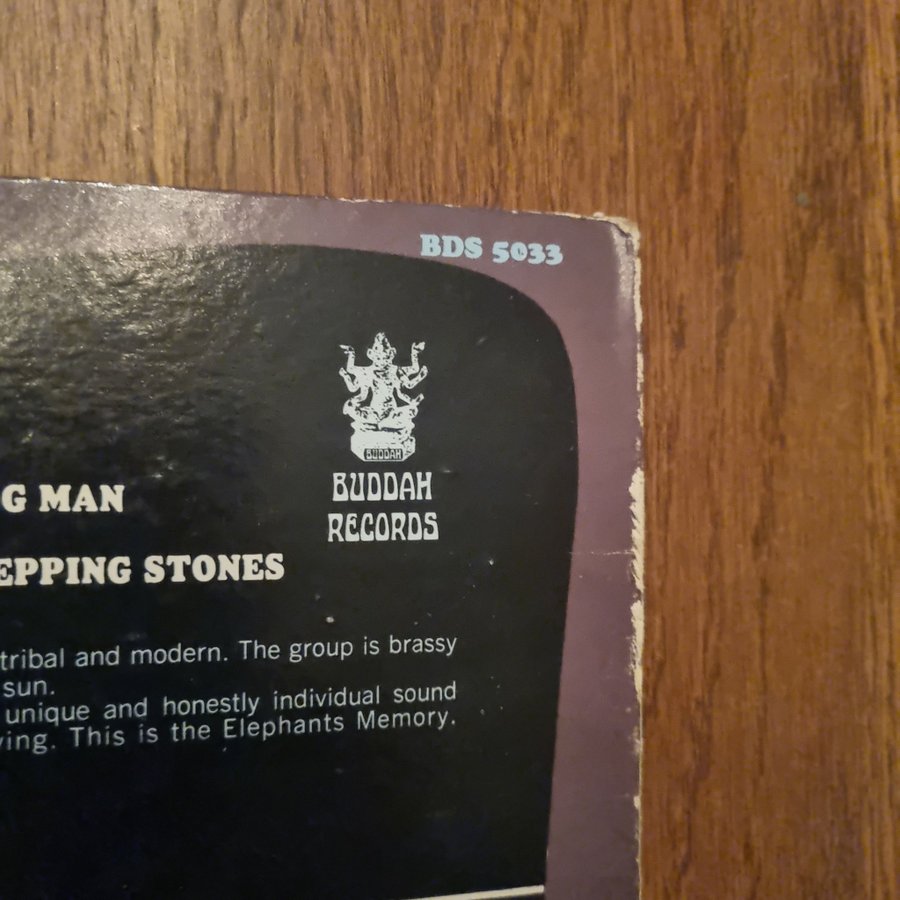 BDS 5033
BUDDAH
BUDDAH
RECORDS
G MAN
EPPING STONES
tribal and modern. The group is brassy
sun.
unique and honestly individual sound
ving. This is the Elephants Memory.